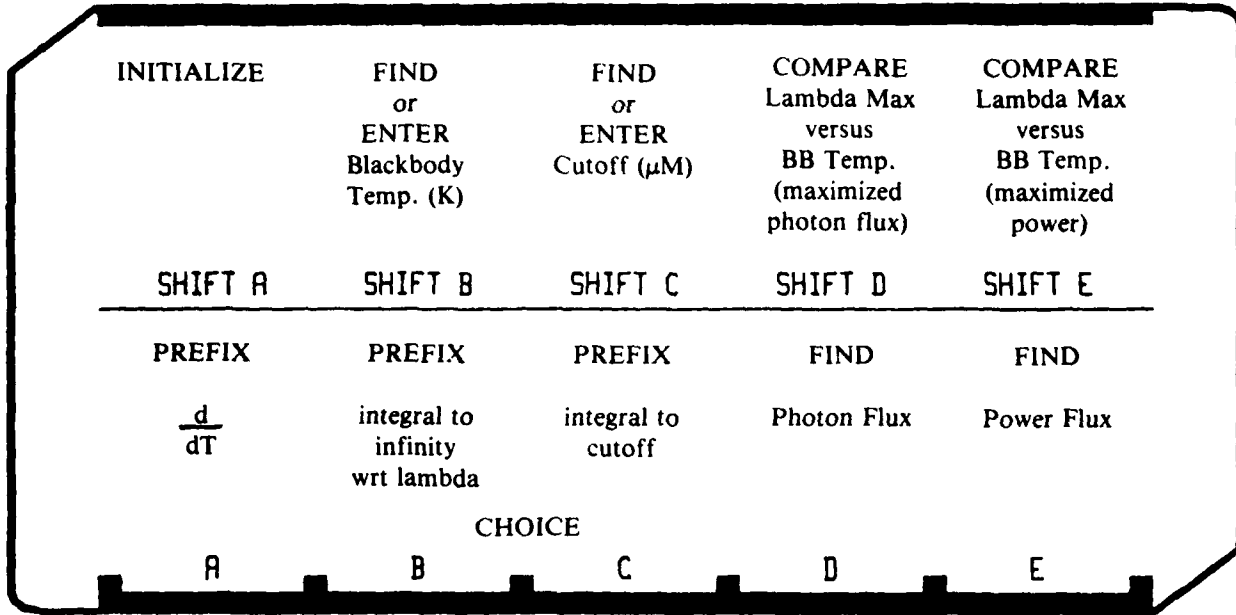 INITIALIZE
FIND
or
ENTER
Blackbody
Temp. (K)
FIND
or
ENTER
Cutoff (μM)
COMPARE
Lambda Max
versus
BB Temp.
(maximized
photon flux)
COMPARE
Lambda Max
versus
BB Temp.
(maximized
power)
SHIFT A
SHIFT B
SHIFT C
SHIFT D
SHIFT E
PREFIX
d
dT
PREFIX
integral to
infinity
wrt lambda
PREFIX
integral to
cutoff
FIND
Photon Flux
FIND
Power Flux
CHOICE
A
B
C
D
E